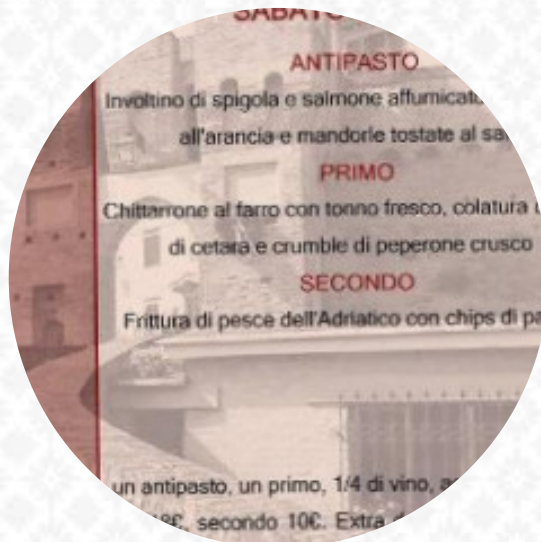 SABATO
ANTIPASTO
Involtino di spigola e salmone affumicato
all'arancia e mandorle tostate al
PRIMO
Chittarrone al farro con tonno fresco, colatura
di cetara e crumble di peperone crusco
SECONDO
Frittura di pesce dell'Adriatico con chips di
un antipasto, un primo, 1/4 di vino,
secondo 10€. Extra